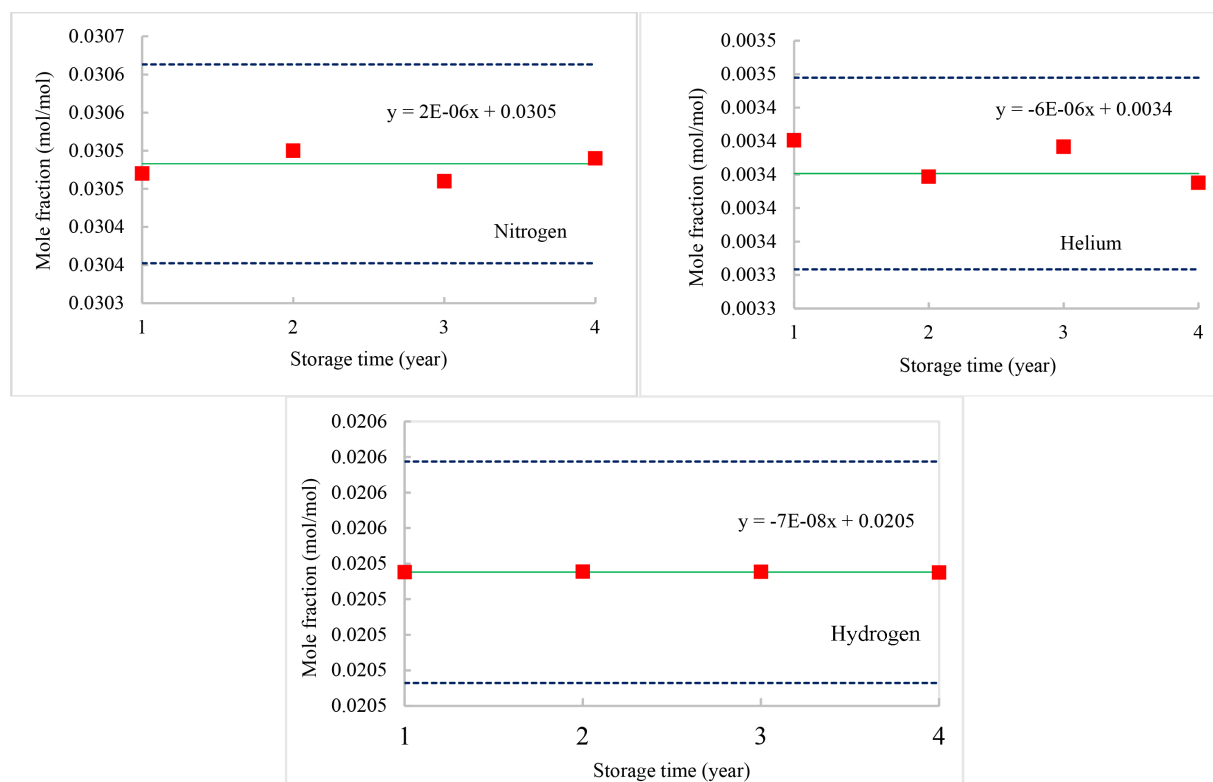 Mole fraction (mol/mol)
0.0307
0.0306
0.0306
0.0305
0.0305
0.0304
0.0304
0.0303
y = 2E-06x + 0.0305
Nitrogen
1 2 3 4
Storage time (year)
Mole fraction (mol/mol)
0.0035
0.0035
0.0034
0.0034
0.0034
0.0034
0.0034
0.0033
0.0033
y = -6E-06x + 0.0034
Helium
1 2 3 4
Storage time (year)
Mole fraction (mol/mol)
0.0206
0.0206
0.0206
0.0206
0.0205
0.0205
0.0205
0.0205
0.0205
y = -7E-08x + 0.0205
Hydrogen
1 2 3 4
Storage time (year)